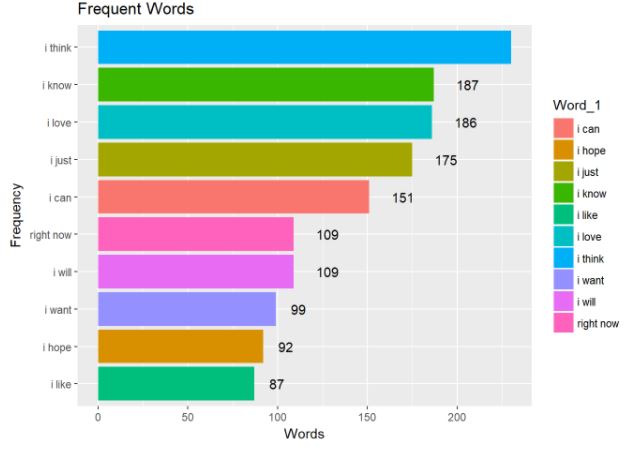 Frequent Words
i think
i know 187
i love 186
i just 175
i can 151
right now 109
i will 109
i want 99
i hope 92
i like 87
0 50 100 150 200
Words
Frequency
Word_1
i can
i hope
i just
i know
i like
i love
i think
i want
i will
right now